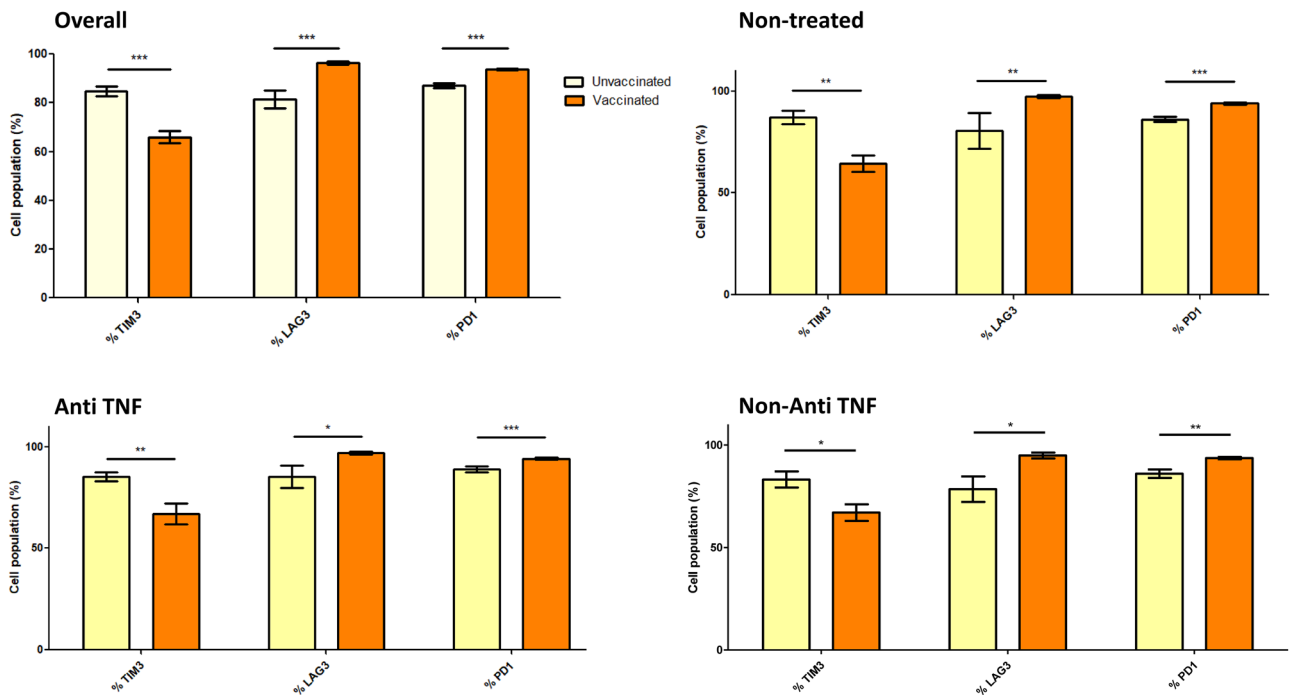 Overall
***
***
***
100
80
60
40
20
0
Cell population (%)
% TIM3
% LAG3
% PD1
Unvaccinated
Vaccinated
Non-treated
**
**
***
100
50
0
Cell population (%)
% TIM3
% LAG3
% PD1
Anti TNF
**
*
***
100
50
0
Cell population (%)
% TIM3
% LAG3
% PD1
Non-Anti TNF
*
*
**
100
50
0
Cell population (%)
% TIM3
% LAG3
% PD1